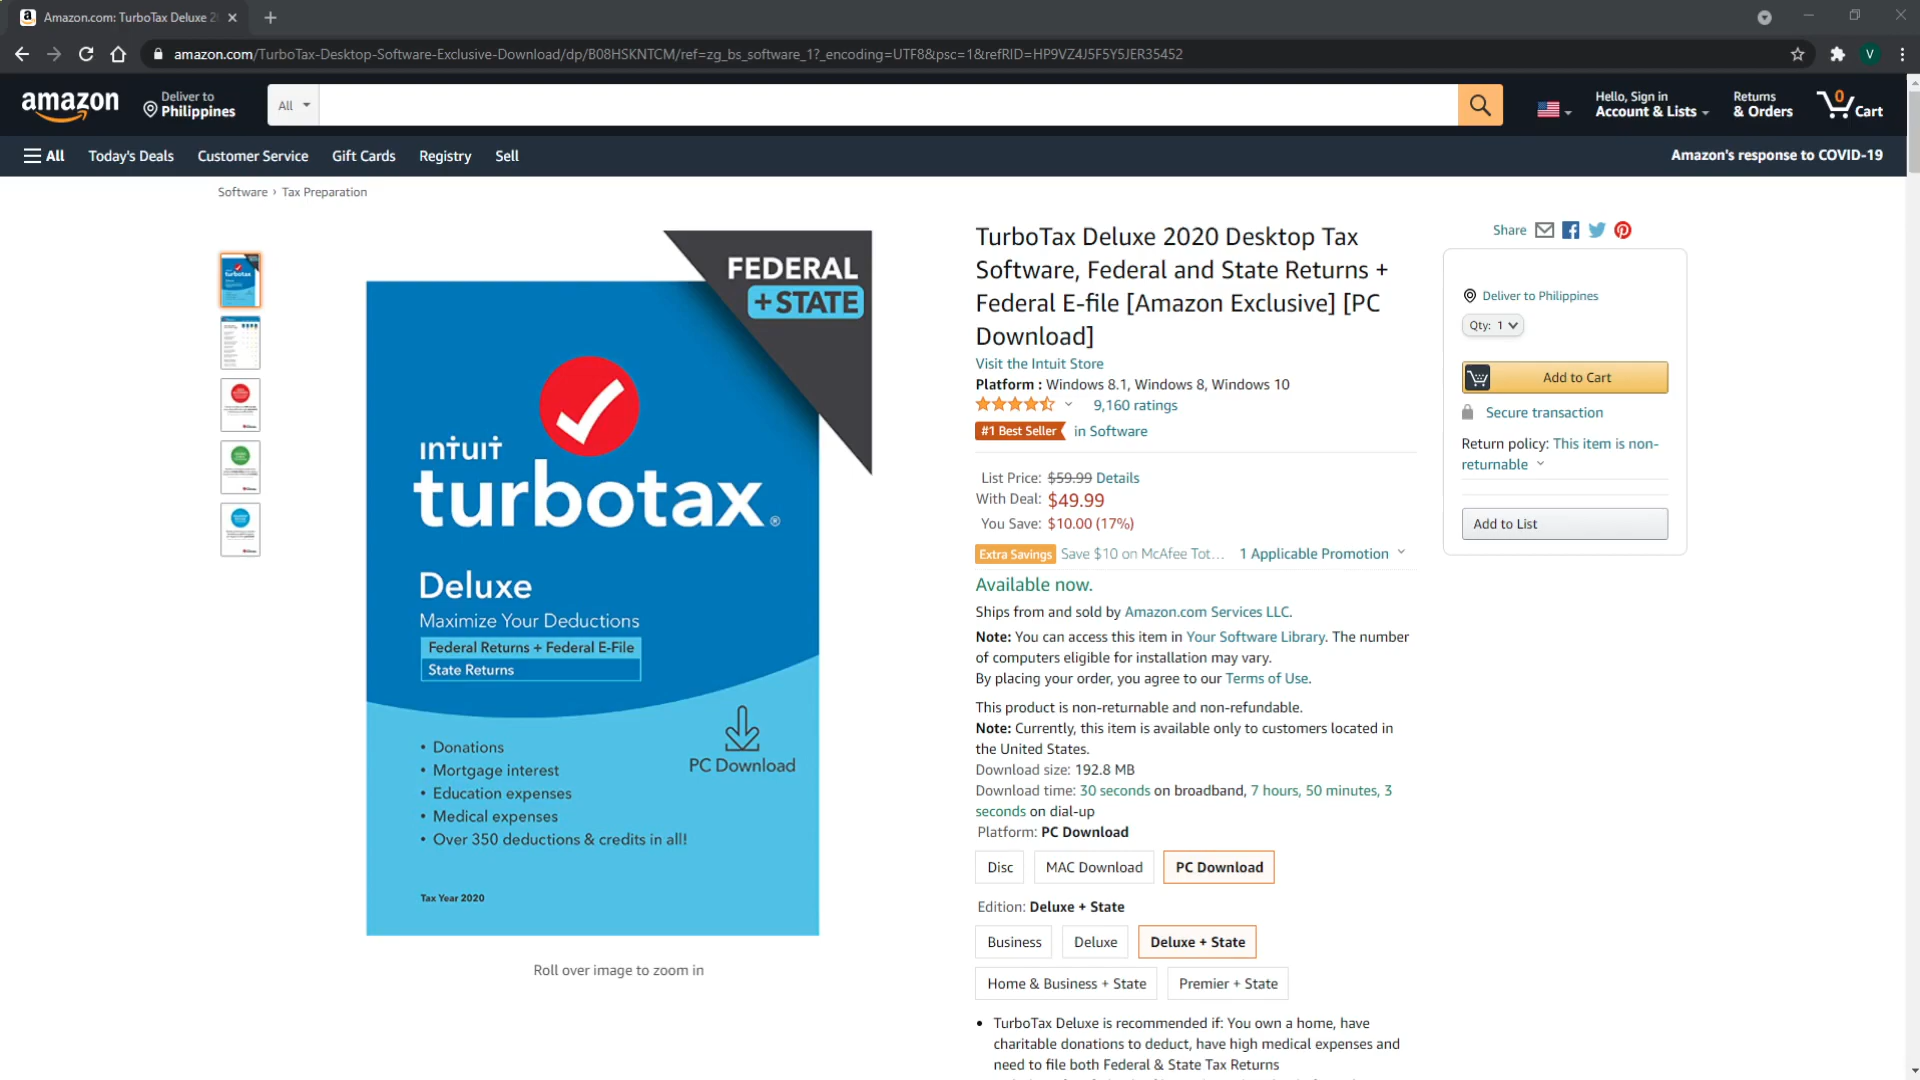 Amazon.com: TurboTax Deluxe 2
amazon.com/TurboTax-Desktop-Software-Exclusive-Download/dp/B08HSKNTCM/ref=zg_bs_software_1?_encoding=UTF8&psc=1&refRID=HP9VZ4J5F5Y5JER35452
V
amazon
Deliver to
Philippines
All
Hello, Sign in
Account & Lists
Returns
& Orders
0
Cart
All
Today's Deals
Customer Service
Gift Cards
Registry
Sell
Amazon's response to COVID-19
Software › Tax Preparation
FEDERAL
+STATE
intuit
turbotax®
Deluxe
Maximize Your Deductions
Federal Returns + Federal E-File
State Returns
• Donations
• Mortgage interest
• Education expenses
• Medical expenses
• Over 350 deductions & credits in all!
PC Download
Tax Year 2020
Roll over image to zoom in
TurboTax Deluxe 2020 Desktop Tax
Software, Federal and State Returns +
Federal E-file [Amazon Exclusive] [PC
Download]
Visit the Intuit Store
Platform : Windows 8.1, Windows 8, Windows 10
9,160 ratings
#1 Best Seller in Software
List Price: $59.99 Details
With Deal: $49.99
You Save: $10.00 (17%)
Extra Savings Save $10 on McAfee Tot... 1 Applicable Promotion
Available now.
Ships from and sold by Amazon.com Services LLC.
Note: You can access this item in Your Software Library. The number
of computers eligible for installation may vary.
By placing your order, you agree to our Terms of Use.
This product is non-returnable and non-refundable.
Note: Currently, this item is available only to customers located in
the United States.
Download size: 192.8 MB
Download time: 30 seconds on broadband, 7 hours, 50 minutes, 3
seconds on dial-up
Platform: PC Download
Disc
MAC Download
PC Download
Edition: Deluxe + State
Business
Deluxe
Deluxe + State
Home & Business + State
Premier + State
• TurboTax Deluxe is recommended if: You own a home, have
charitable donations to deduct, have high medical expenses and
need to file both Federal & State Tax Returns
Share
Deliver to Philippines
Qty: 1
Add to Cart
Secure transaction
Return policy: This item is non-
returnable
Add to List